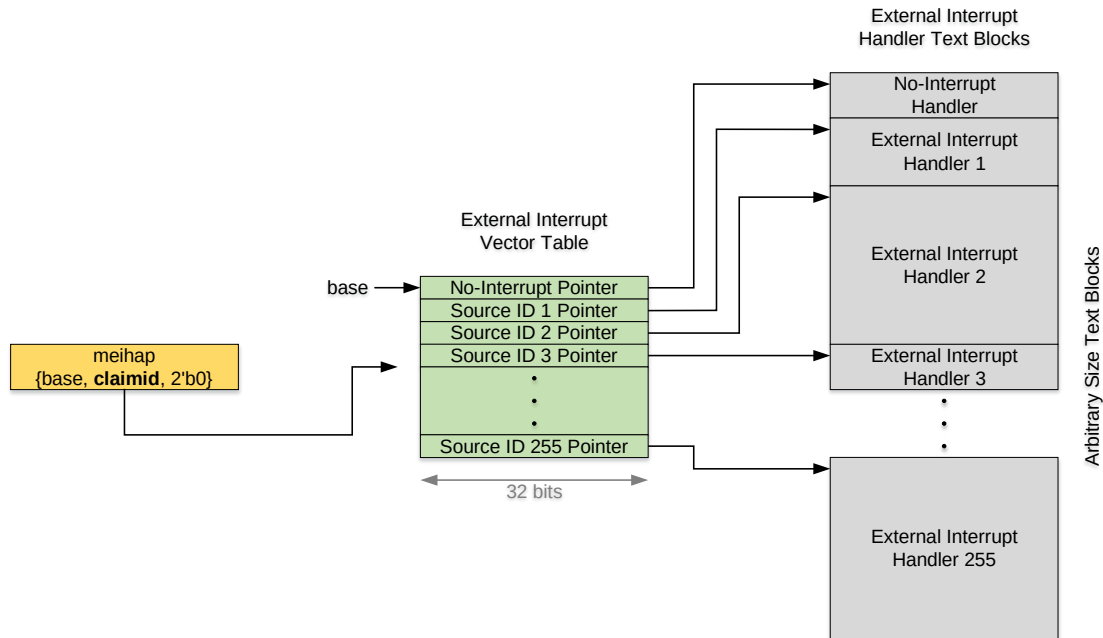 External Interrupt
Handler Text Blocks
No-Interrupt
Handler
External Interrupt
Handler 1
External Interrupt
Handler 2
External Interrupt
Handler 3
External Interrupt
Handler 255
Arbitrary Size Text Blocks
External Interrupt
Vector Table
base
No-Interrupt Pointer
Source ID 1 Pointer
Source ID 2 Pointer
Source ID 3 Pointer
Source ID 255 Pointer
32 bits
meihap
{base, claimid, 2'b0}